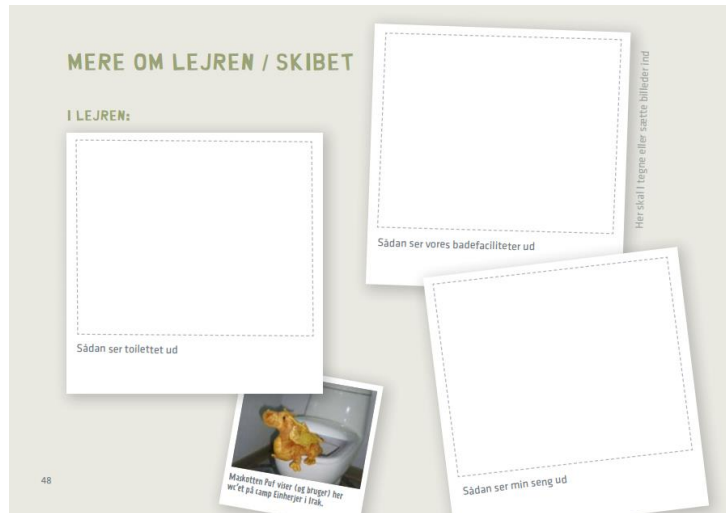 MERE OM LEJREN / SKIBET
I LEJREN:
Sådan ser toilettet ud
Maskotten Puf viser (og bruger) her
wc'et på camp Einherjer i Irak.
48
Sådan ser vores badefaciliteter ud
Her skal I tegne eller sætte billeder ind
Sådan ser min seng ud